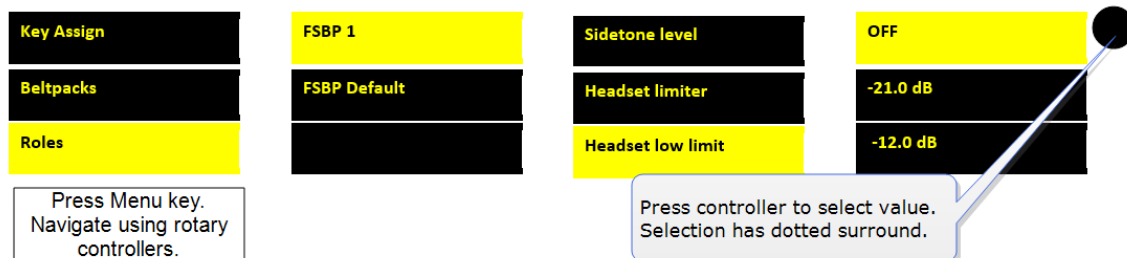 Key Assign
FSBP 1
Sidetone level
OFF
Beltpacks
FSBP Default
Headset limiter
-21.0 dB
Roles
Headset low limit
-12.0 dB
Press Menu key.
Navigate using rotary
controllers.
Press controller to select value.
Selection has dotted surround.